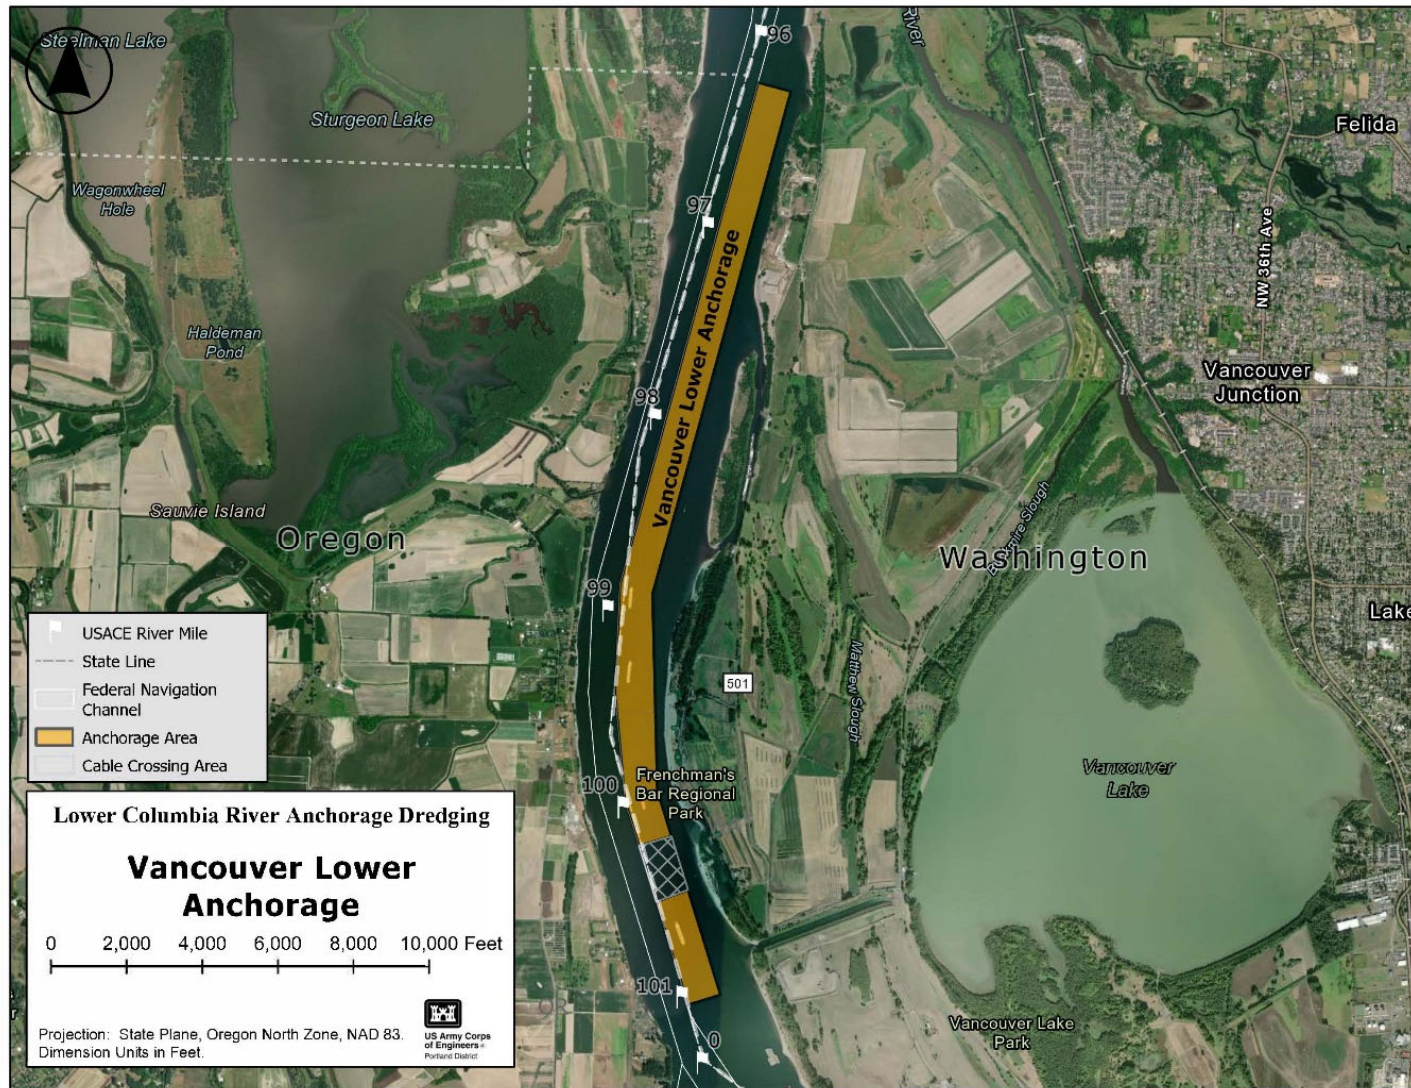 Steelman Lake
River
96
Sturgeon Lake
Felida
Wagonwheel
Hole
97
NW 36th Ave
Vancouver Lower Anchorage
Haldeman
Pond
Vancouver
Junction
98
Sauvie Island
Oregon
Slough
Washington
99
Lake
501
Matthew Slough
USACE River Mile
State Line
Federal Navigation
Channel
Anchorage Area
Cable Crossing Area
100
Frenchman's
Bar Regional
Park
Vancouver
Lake
Lower Columbia River Anchorage Dredging
Vancouver Lower
Anchorage
0 2,000 4,000 6,000 8,000 10,000 Feet
101
Projection: State Plane, Oregon North Zone, NAD 83.
Dimension Units in Feet.
US Army Corps
of Engineers
Portland District
0
Vancouver Lake
Park